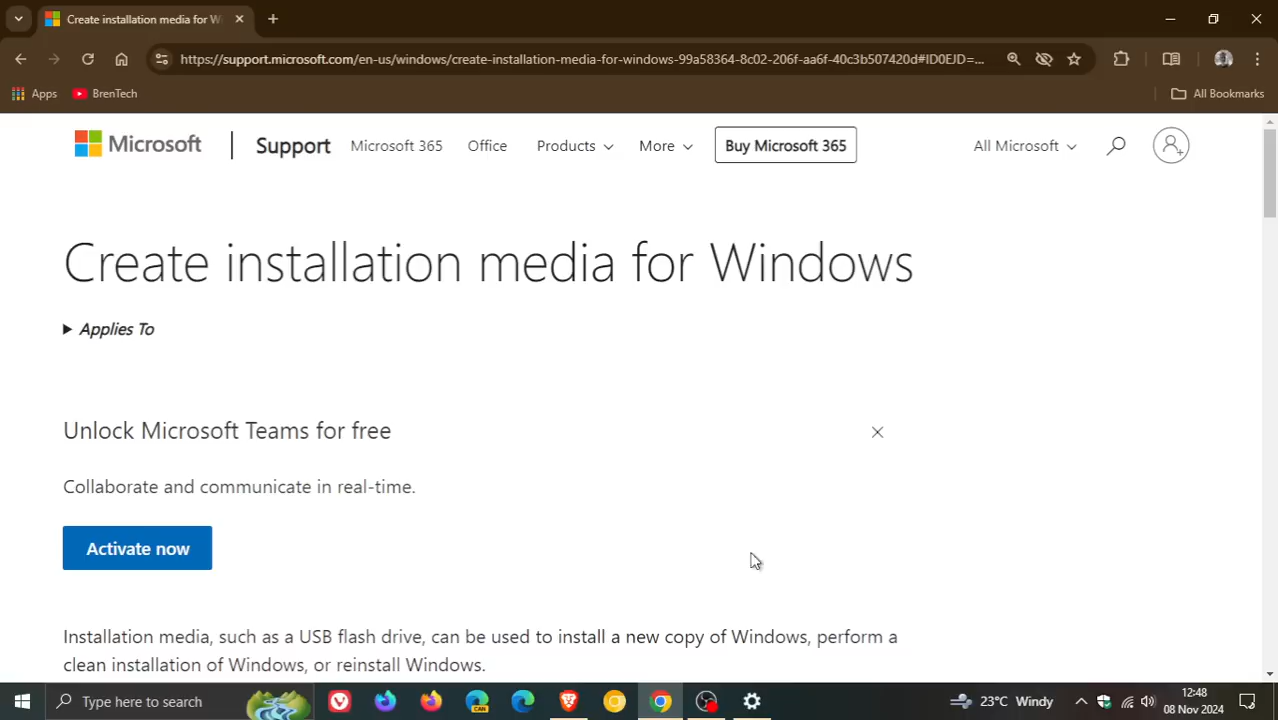 Create installation media for W
https://support.microsoft.com/en-us/windows/create-installation-media-for-windows-99a58364-8c02-206f-aa6f-40c3b507420d#ID0EJD=...
Apps BrenTech All Bookmarks
Microsoft Support Microsoft 365 Office Products More Buy Microsoft 365 All Microsoft
Create installation media for Windows
Applies To
Unlock Microsoft Teams for free
Collaborate and communicate in real-time.
Activate now
Installation media, such as a USB flash drive, can be used to install a new copy of Windows, perform a
clean installation of Windows, or reinstall Windows.
Type here to search CAN 23°C Windy 12:48
08 Nov 2024